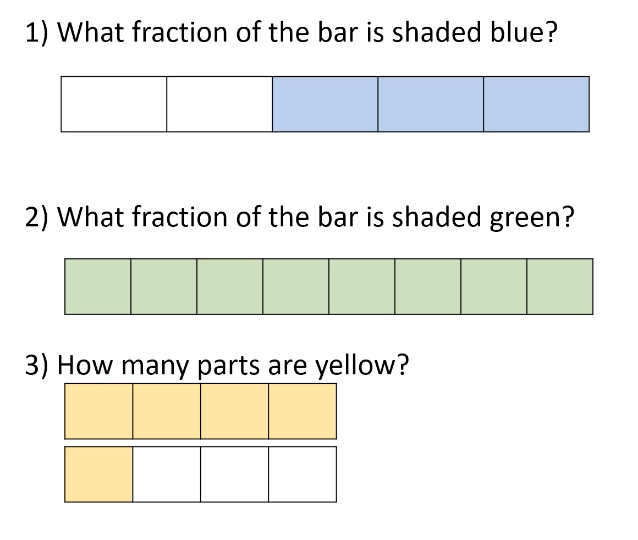 1) What fraction of the bar is shaded blue?
2) What fraction of the bar is shaded green?
3) How many parts are yellow?